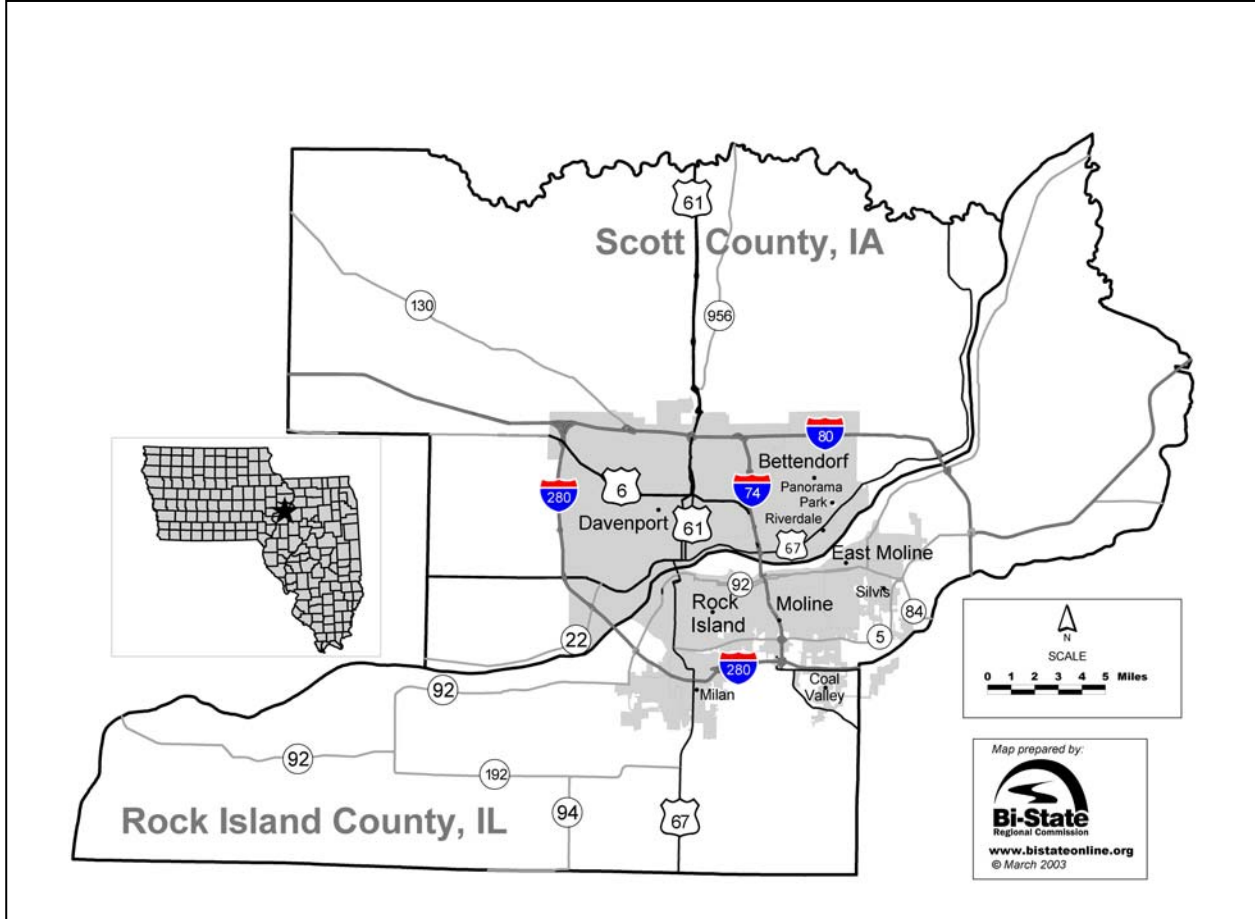 61
Scott County, IA
130
956
80
Bettendorf
280
6
74
Panorama
Park
Davenport
61
Riverdale
67
East Moline
92
Silvis
Rock
Island
Moline
84
22
5
280
Coal
Valley
92
Milan
92
192
94
67
Rock Island County, IL
N
SCALE
0 1 2 3 4 5 Miles
Map prepared by:
Bi-State
Regional Commission
www.bistateonline.org
© March 2003